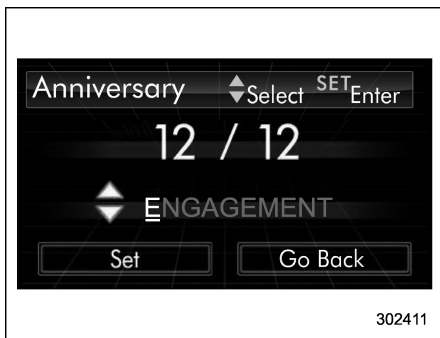 Anniversary Select SET Enter
12 / 12
ENGAGEMENT
Set Go Back
302411